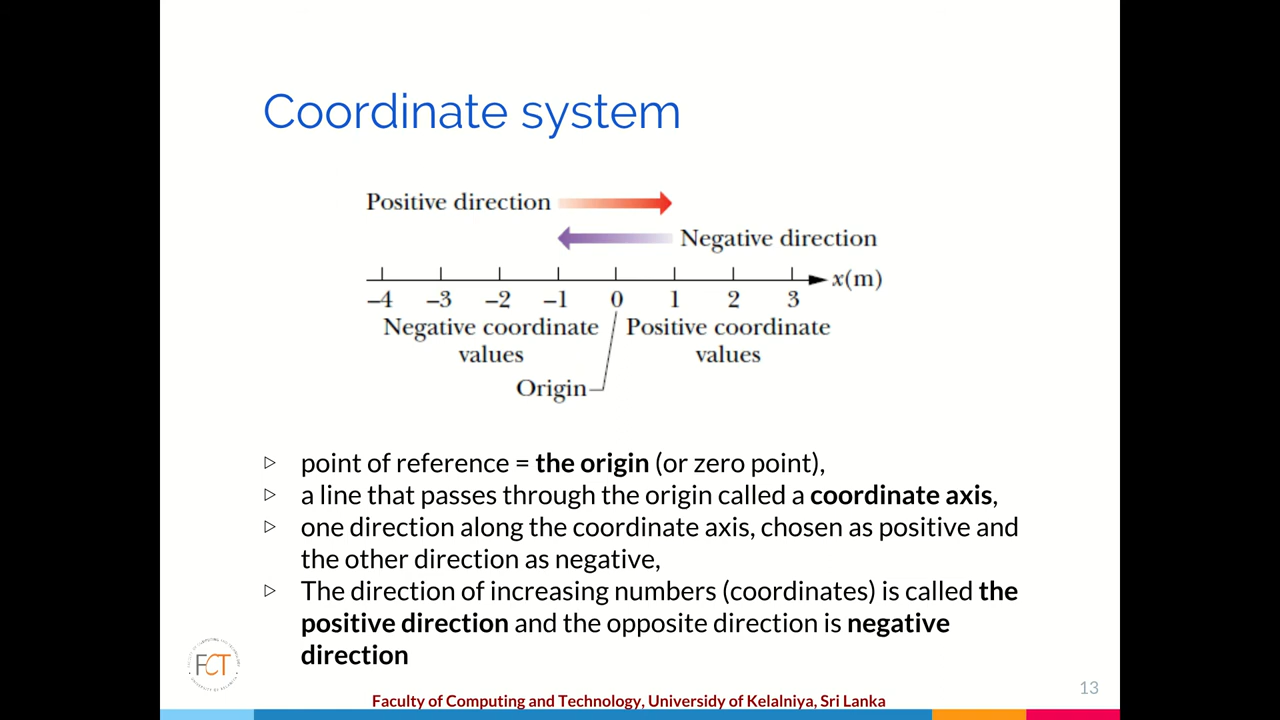 Coordinate system
Positive direction
Negative direction
x(m)
–4 –3 –2 –1 0 1 2 3
Negative coordinate values
Positive coordinate values
Origin
▷ point of reference = the origin (or zero point),
▷ a line that passes through the origin called a coordinate axis,
▷ one direction along the coordinate axis, chosen as positive and
the other direction as negative,
▷ The direction of increasing numbers (coordinates) is called the
positive direction and the opposite direction is negative
direction
FCT
13
Faculty of Computing and Technology, Universidy of Kelalniya, Sri Lanka